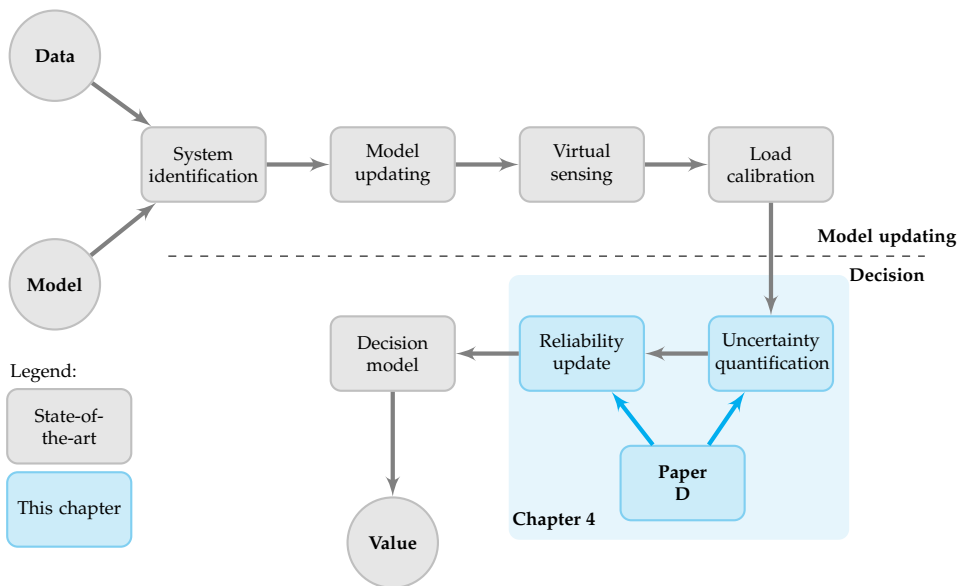 Data
System
identification
Model
updating
Virtual
sensing
Load
calibration
Model
Model updating
Decision
Decision
model
Reliability
update
Uncertainty
quantification
Legend:
State-of-
the-art
This chapter
Paper
D
Chapter 4
Value